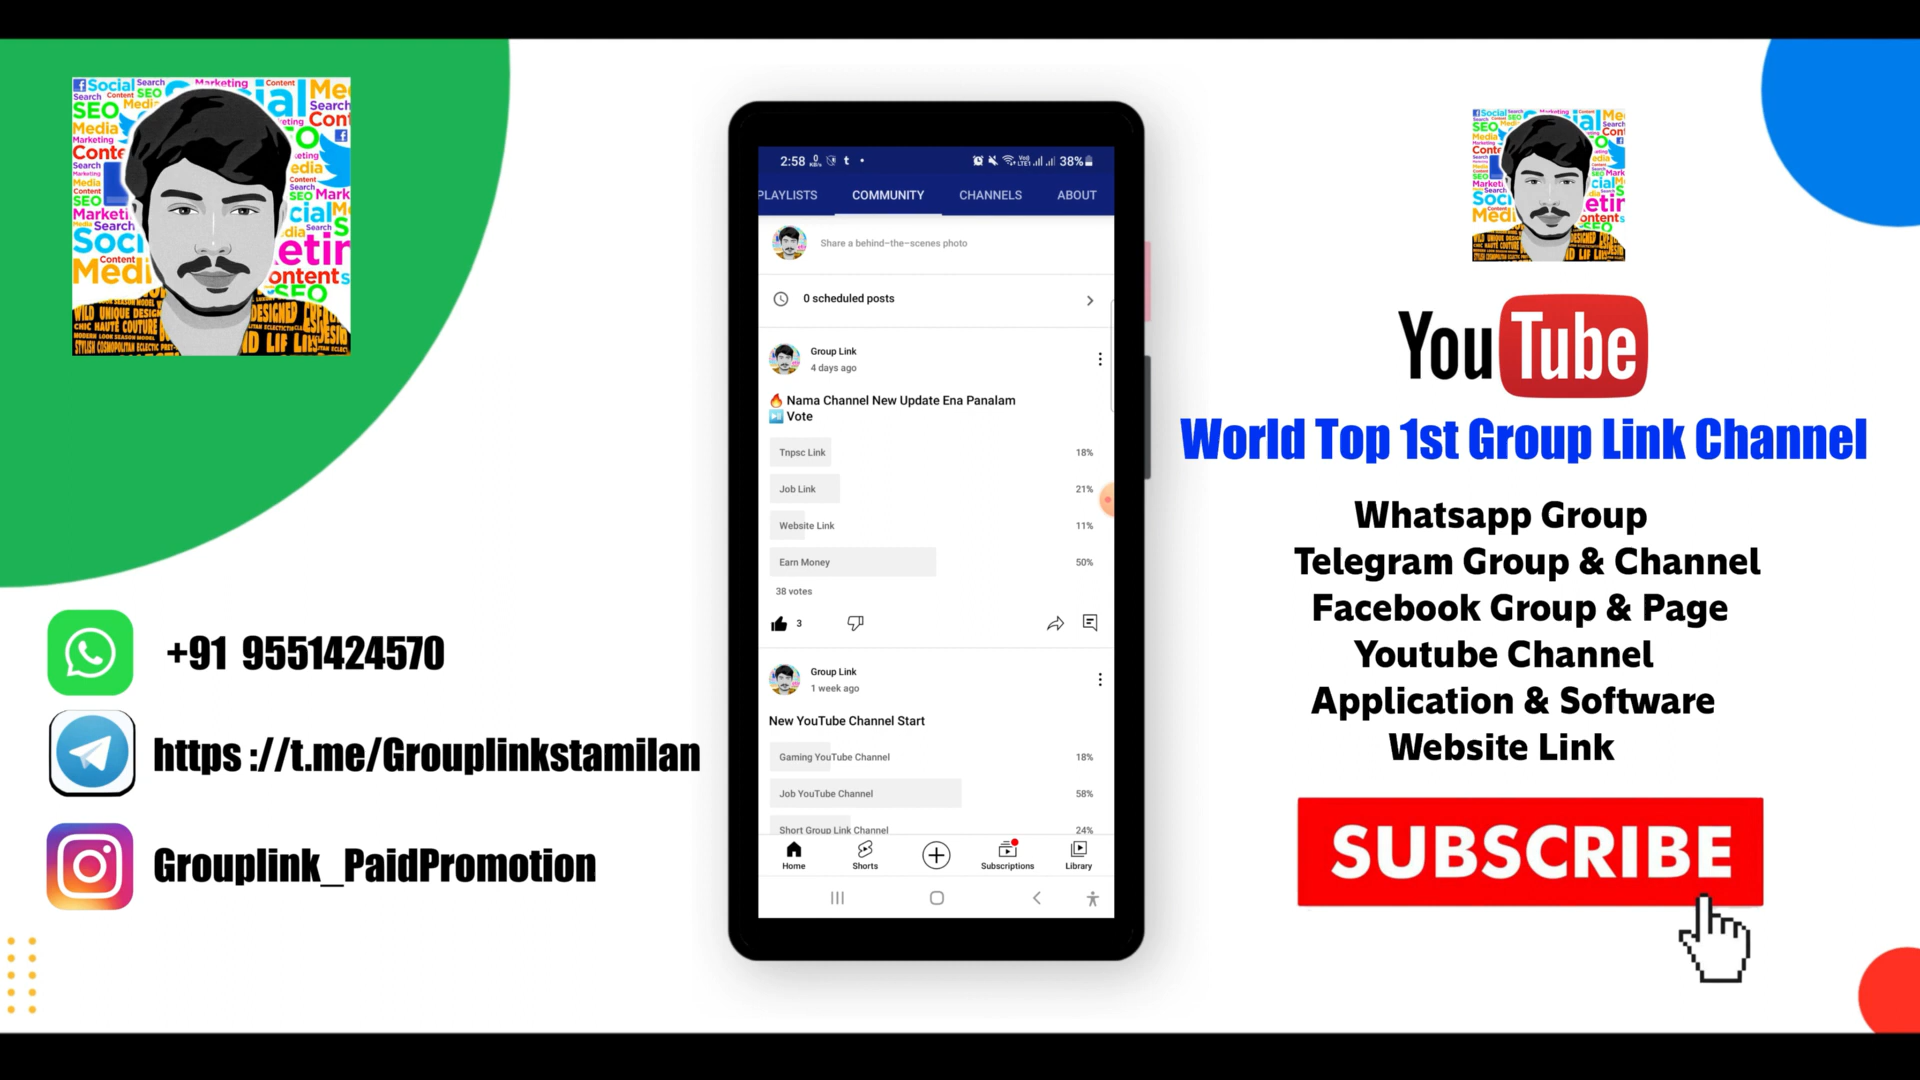 +91 9551424570
https ://t.me/Grouplinkstamilan
Grouplink_PaidPromotion
2:58
38%
PLAYLISTS COMMUNITY CHANNELS ABOUT
Share a behind-the-scenes photo
0 scheduled posts
Group Link
4 days ago
🔥 Nama Channel New Update Ena Panalam
⏯ Vote
Tnpsc Link 18%
Job Link 21%
Website Link 11%
Earn Money 50%
38 votes
3
Group Link
1 week ago
New YouTube Channel Start
Gaming YouTube Channel 18%
Job YouTube Channel 58%
Short Group Link Channel 24%
Home Shorts Subscriptions Library
YouTube
World Top 1st Group Link Channel
Whatsapp Group
Telegram Group & Channel
Facebook Group & Page
Youtube Channel
Application & Software
Website Link
SUBSCRIBE